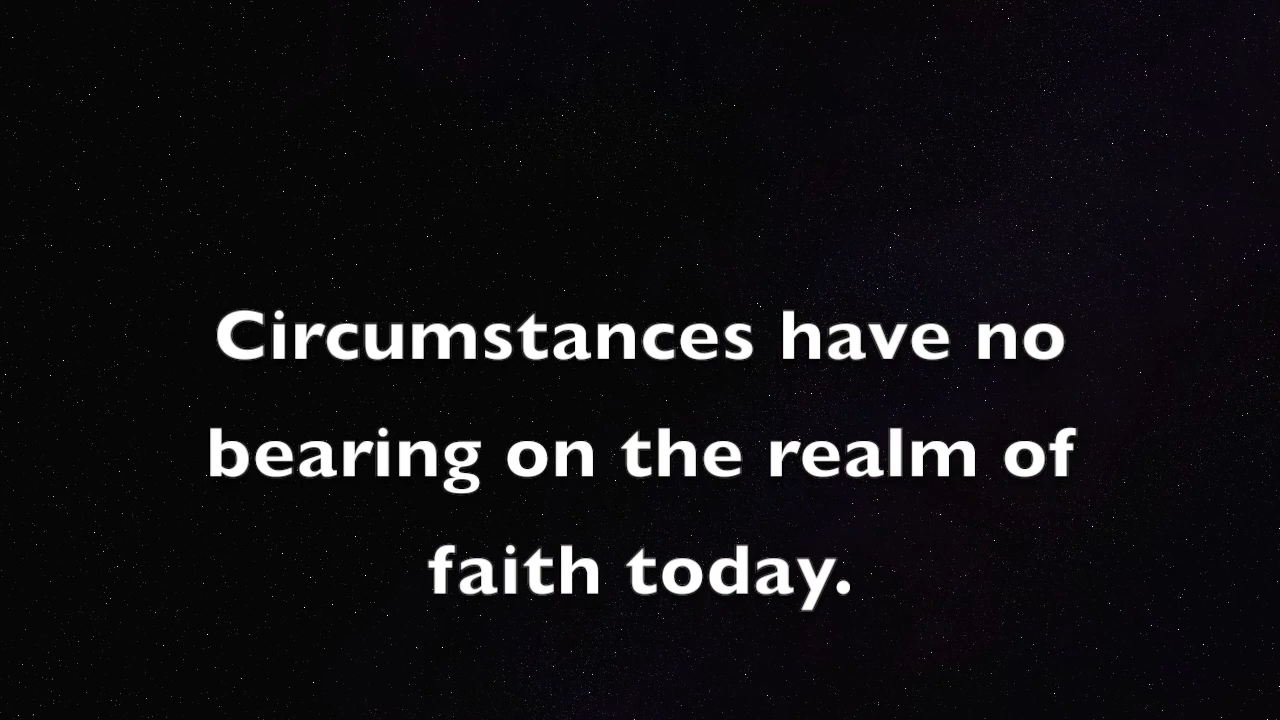 Circumstances have no
bearing on the realm of
faith today.